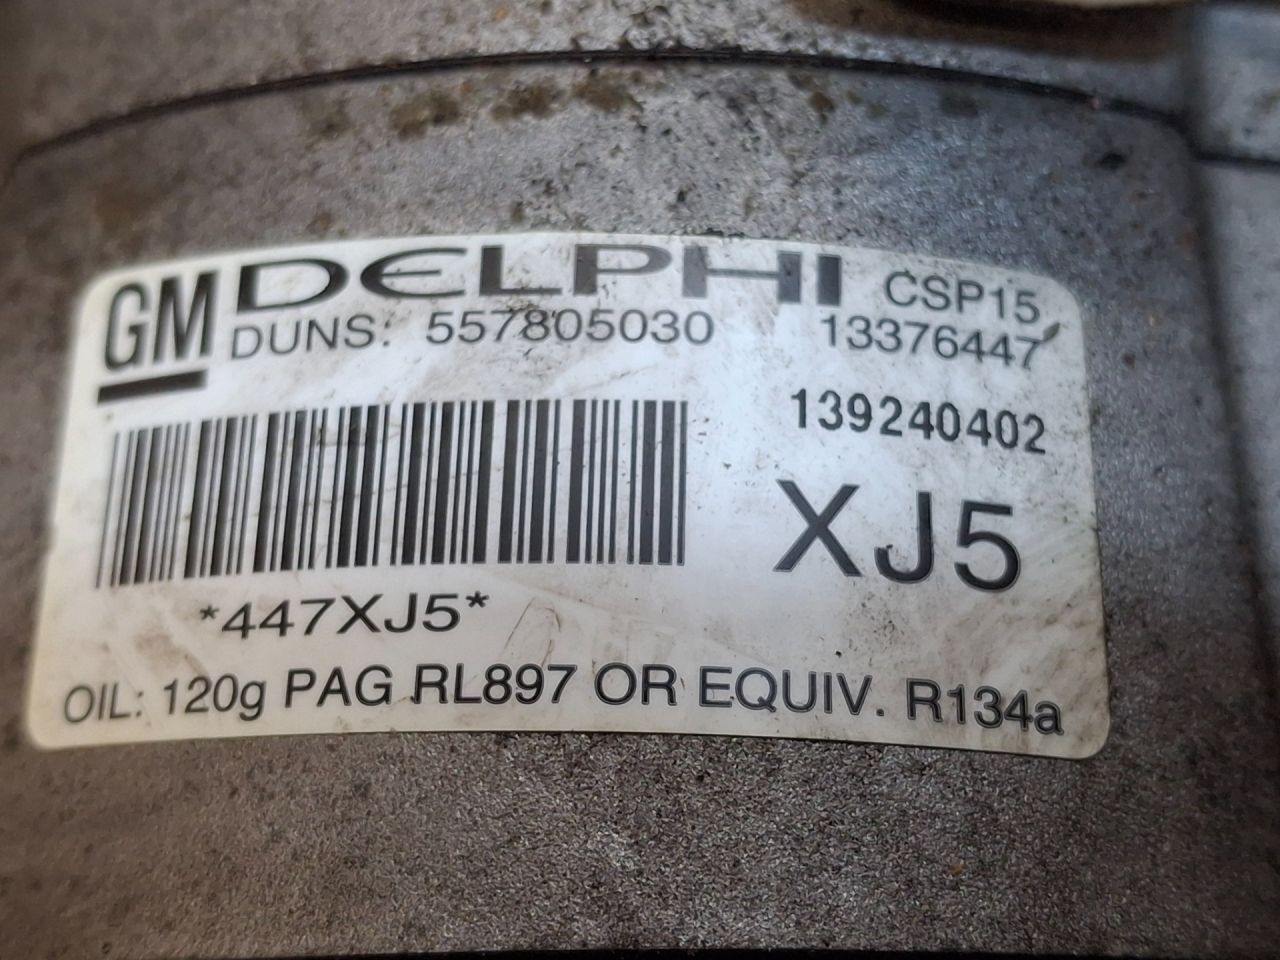 GM DELPHI CSP15
DUNS: 557805030 13376447
139240402
XJ5
*447XJ5*
OIL: 120g PAG RL897 OR EQUIV. R134a